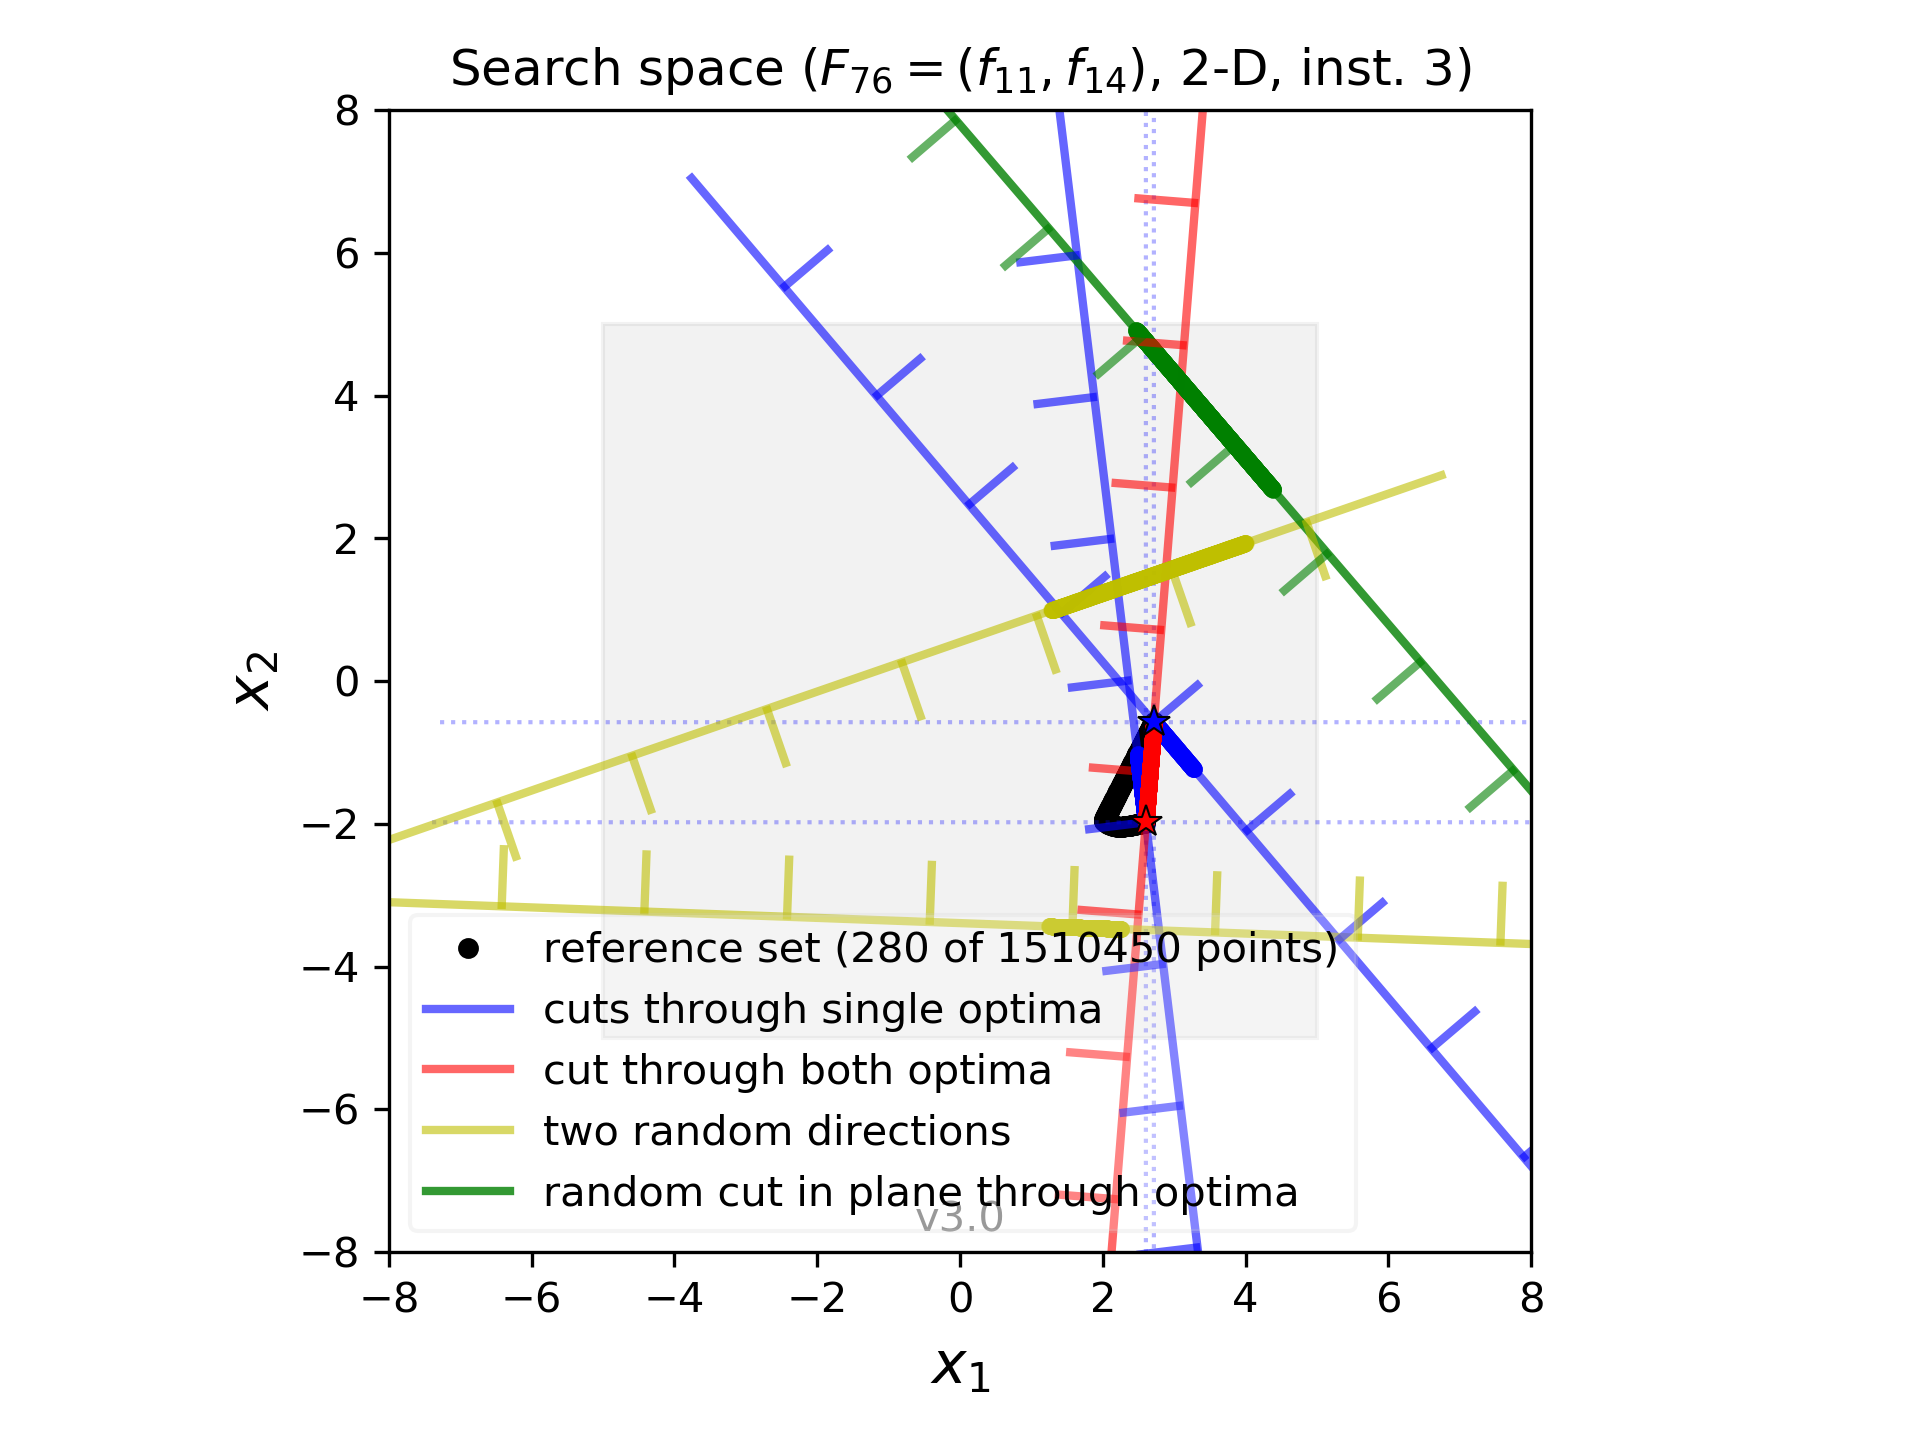 Search space (F76 = (f11, f14), 2-D, inst. 3)
8
6
4
2
0
−2
−4
−6
−8
x2
reference set (280 of 1510450 points)
cuts through single optima
cut through both optima
two random directions
random cut in plane through optima
v3.0
−8 −6 −4 −2 0 2 4 6 8
x1